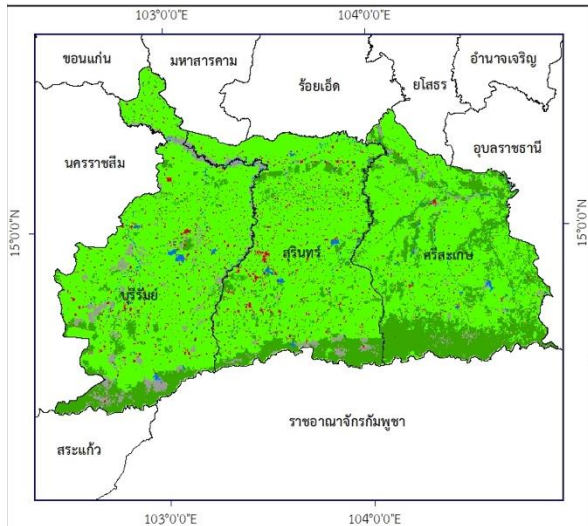 103°0'0"E 104°0'0"E
ขอนแก่น
มหาสารคาม
ร้อยเอ็ด
ยโสธร
อำนาจเจริญ
นครราชสีมา
อุบลราชธานี
15°0'0"N
15°0'0"N
บุรีรัมย์
สุรินทร์
ศรีสะเกษ
ราชอาณาจักรกัมพูชา
สระแก้ว
103°0'0"E 104°0'0"E